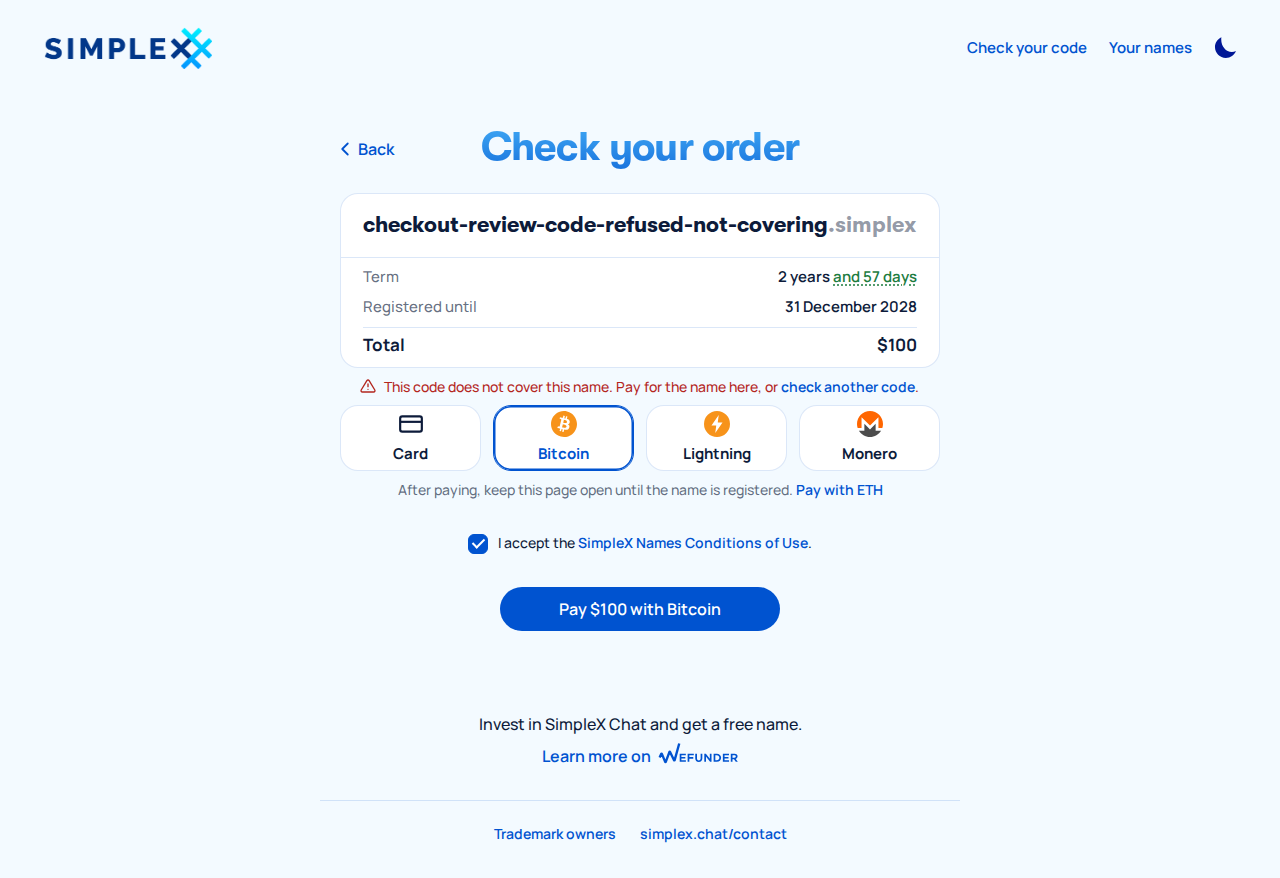 SIMPLEX
Check your code
Your names
Back
Check your order
checkout-review-code-refused-not-covering.simplex
Term
2 years and 57 days
Registered until
31 December 2028
Total
$100
This code does not cover this name. Pay for the name here, or check another code.
Card
Bitcoin
Lightning
Monero
After paying, keep this page open until the name is registered. Pay with ETH
I accept the SimpleX Names Conditions of Use.
Pay $100 with Bitcoin
Invest in SimpleX Chat and get a free name.
Learn more on WEFUNDER
Trademark owners
simplex.chat/contact